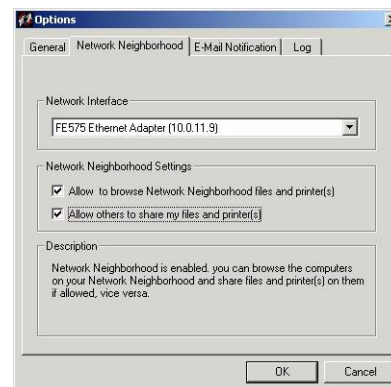 Options
General Network Neighborhood E-Mail Notification Log
Network Interface
FE575 Ethernet Adapter (10.0.11.9)
Network Neighborhood Settings
Allow to browse Network Neighborhood files and printer(s)
Allow others to share my files and printer(s)
Description
Network Neighborhood is enabled. you can browse the computers
on your Network Neighborhood and share files and printer(s) on them
if allowed, vice versa.
OK Cancel